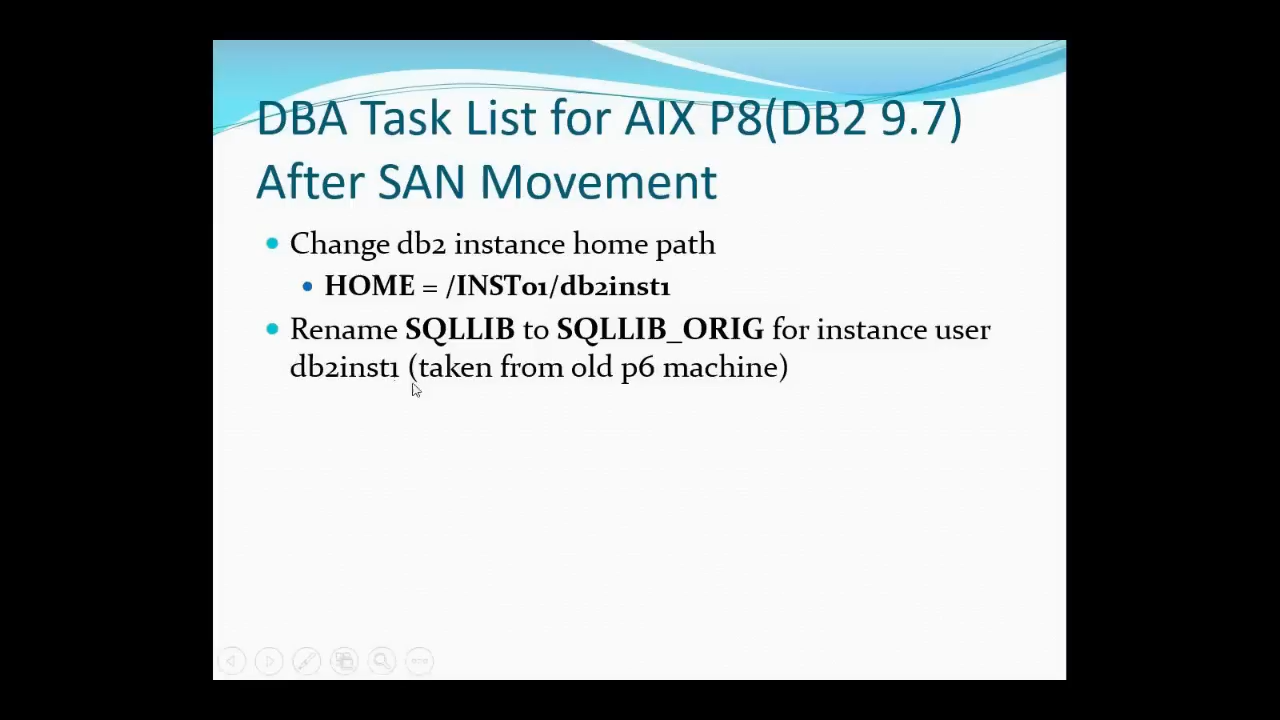 DBA Task List for AIX P8(DB2 9.7)
After SAN Movement
Change db2 instance home path
HOME = /INST01/db2inst1
Rename SQLLIB to SQLLIB_ORIG for instance user
db2inst1 (taken from old p6 machine)